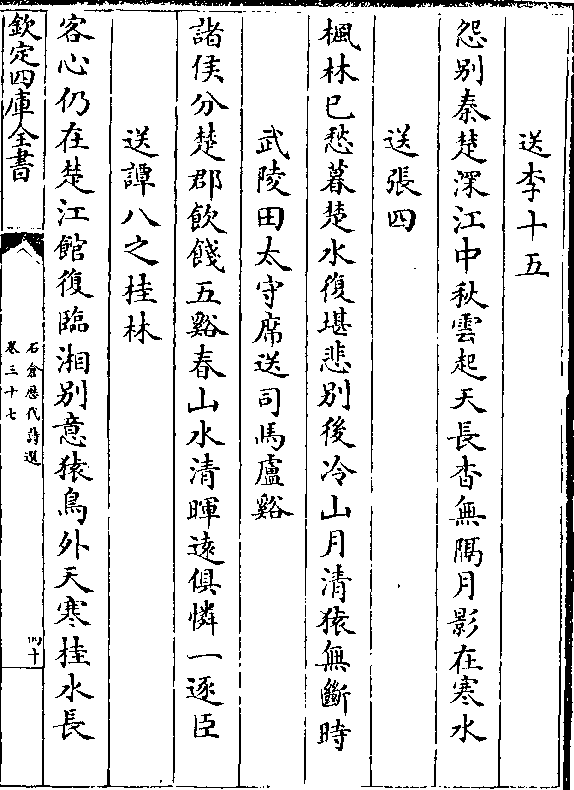 送李十五
怨别秦楚深江中秋雲起天長杳無隅月影在寒水
送張四
楓林已愁暮楚水復堪悲别後冷山月清猿無斷時
武陵田太守席送司馬盧谿
諸侯分楚郡飲餞五谿春山水清暉遠俱憐一逐臣
送譚八之桂林
客心仍在楚江館復臨湘别意猿鳥外天寒桂水長
欽定四庫全書
石倉歴代詩選
卷三十七
四十